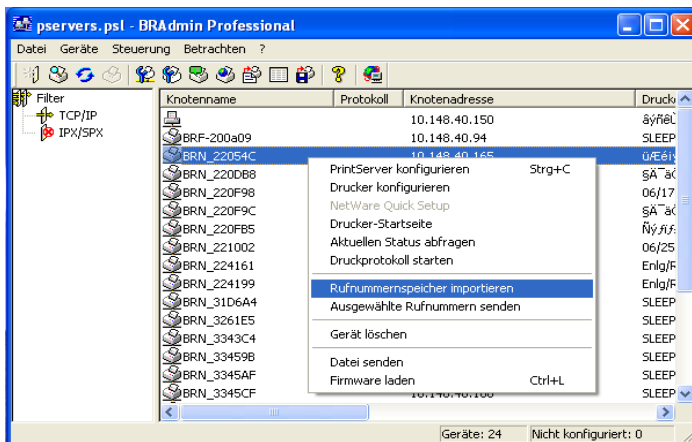 pservers.psl - BRAdmin Professional
Datei Geräte Steuerung Betrachten ?
Filter
TCP/IP
IPX/SPX
Knotenname Protokoll Knotenadresse Druck
10.148.40.150
BRF-200a09 10.148.40.94 SLEEP
BRN_22054C 10.148.40.165
BRN_220DB8
BRN_220F98 06/17
BRN_220F9C
BRN_220FB5
BRN_221002 06/25
BRN_224161 Enlg/F
BRN_224199 Enlg/F
BRN_31D6A4 SLEEP
BRN_3261E5 SLEEP
BRN_3343C4 SLEEP
BRN_33459B SLEEP
BRN_3345AF SLEEP
BRN_3345CF SLEEP
PrintServer konfigurieren Strg+C
Drucker konfigurieren
NetWare Quick Setup
Drucker-Startseite
Aktuellen Status abfragen
Druckprotokoll starten
Rufnummernspeicher importieren
Ausgewählte Rufnummern senden
Gerät löschen
Datei senden
Firmware laden Ctrl+L
Geräte: 24 Nicht konfiguriert: 0